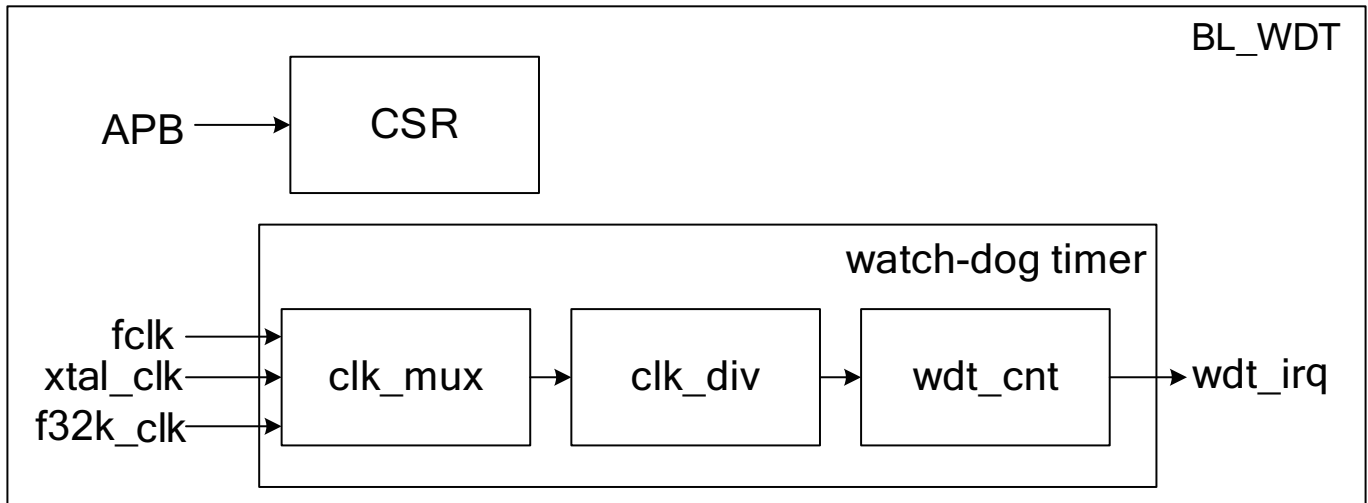 BL_WDT
APB
CSR
watch-dog timer
fclk
xtal_clk
f32k_clk
clk_mux
clk_div
wdt_cnt
wdt_irq